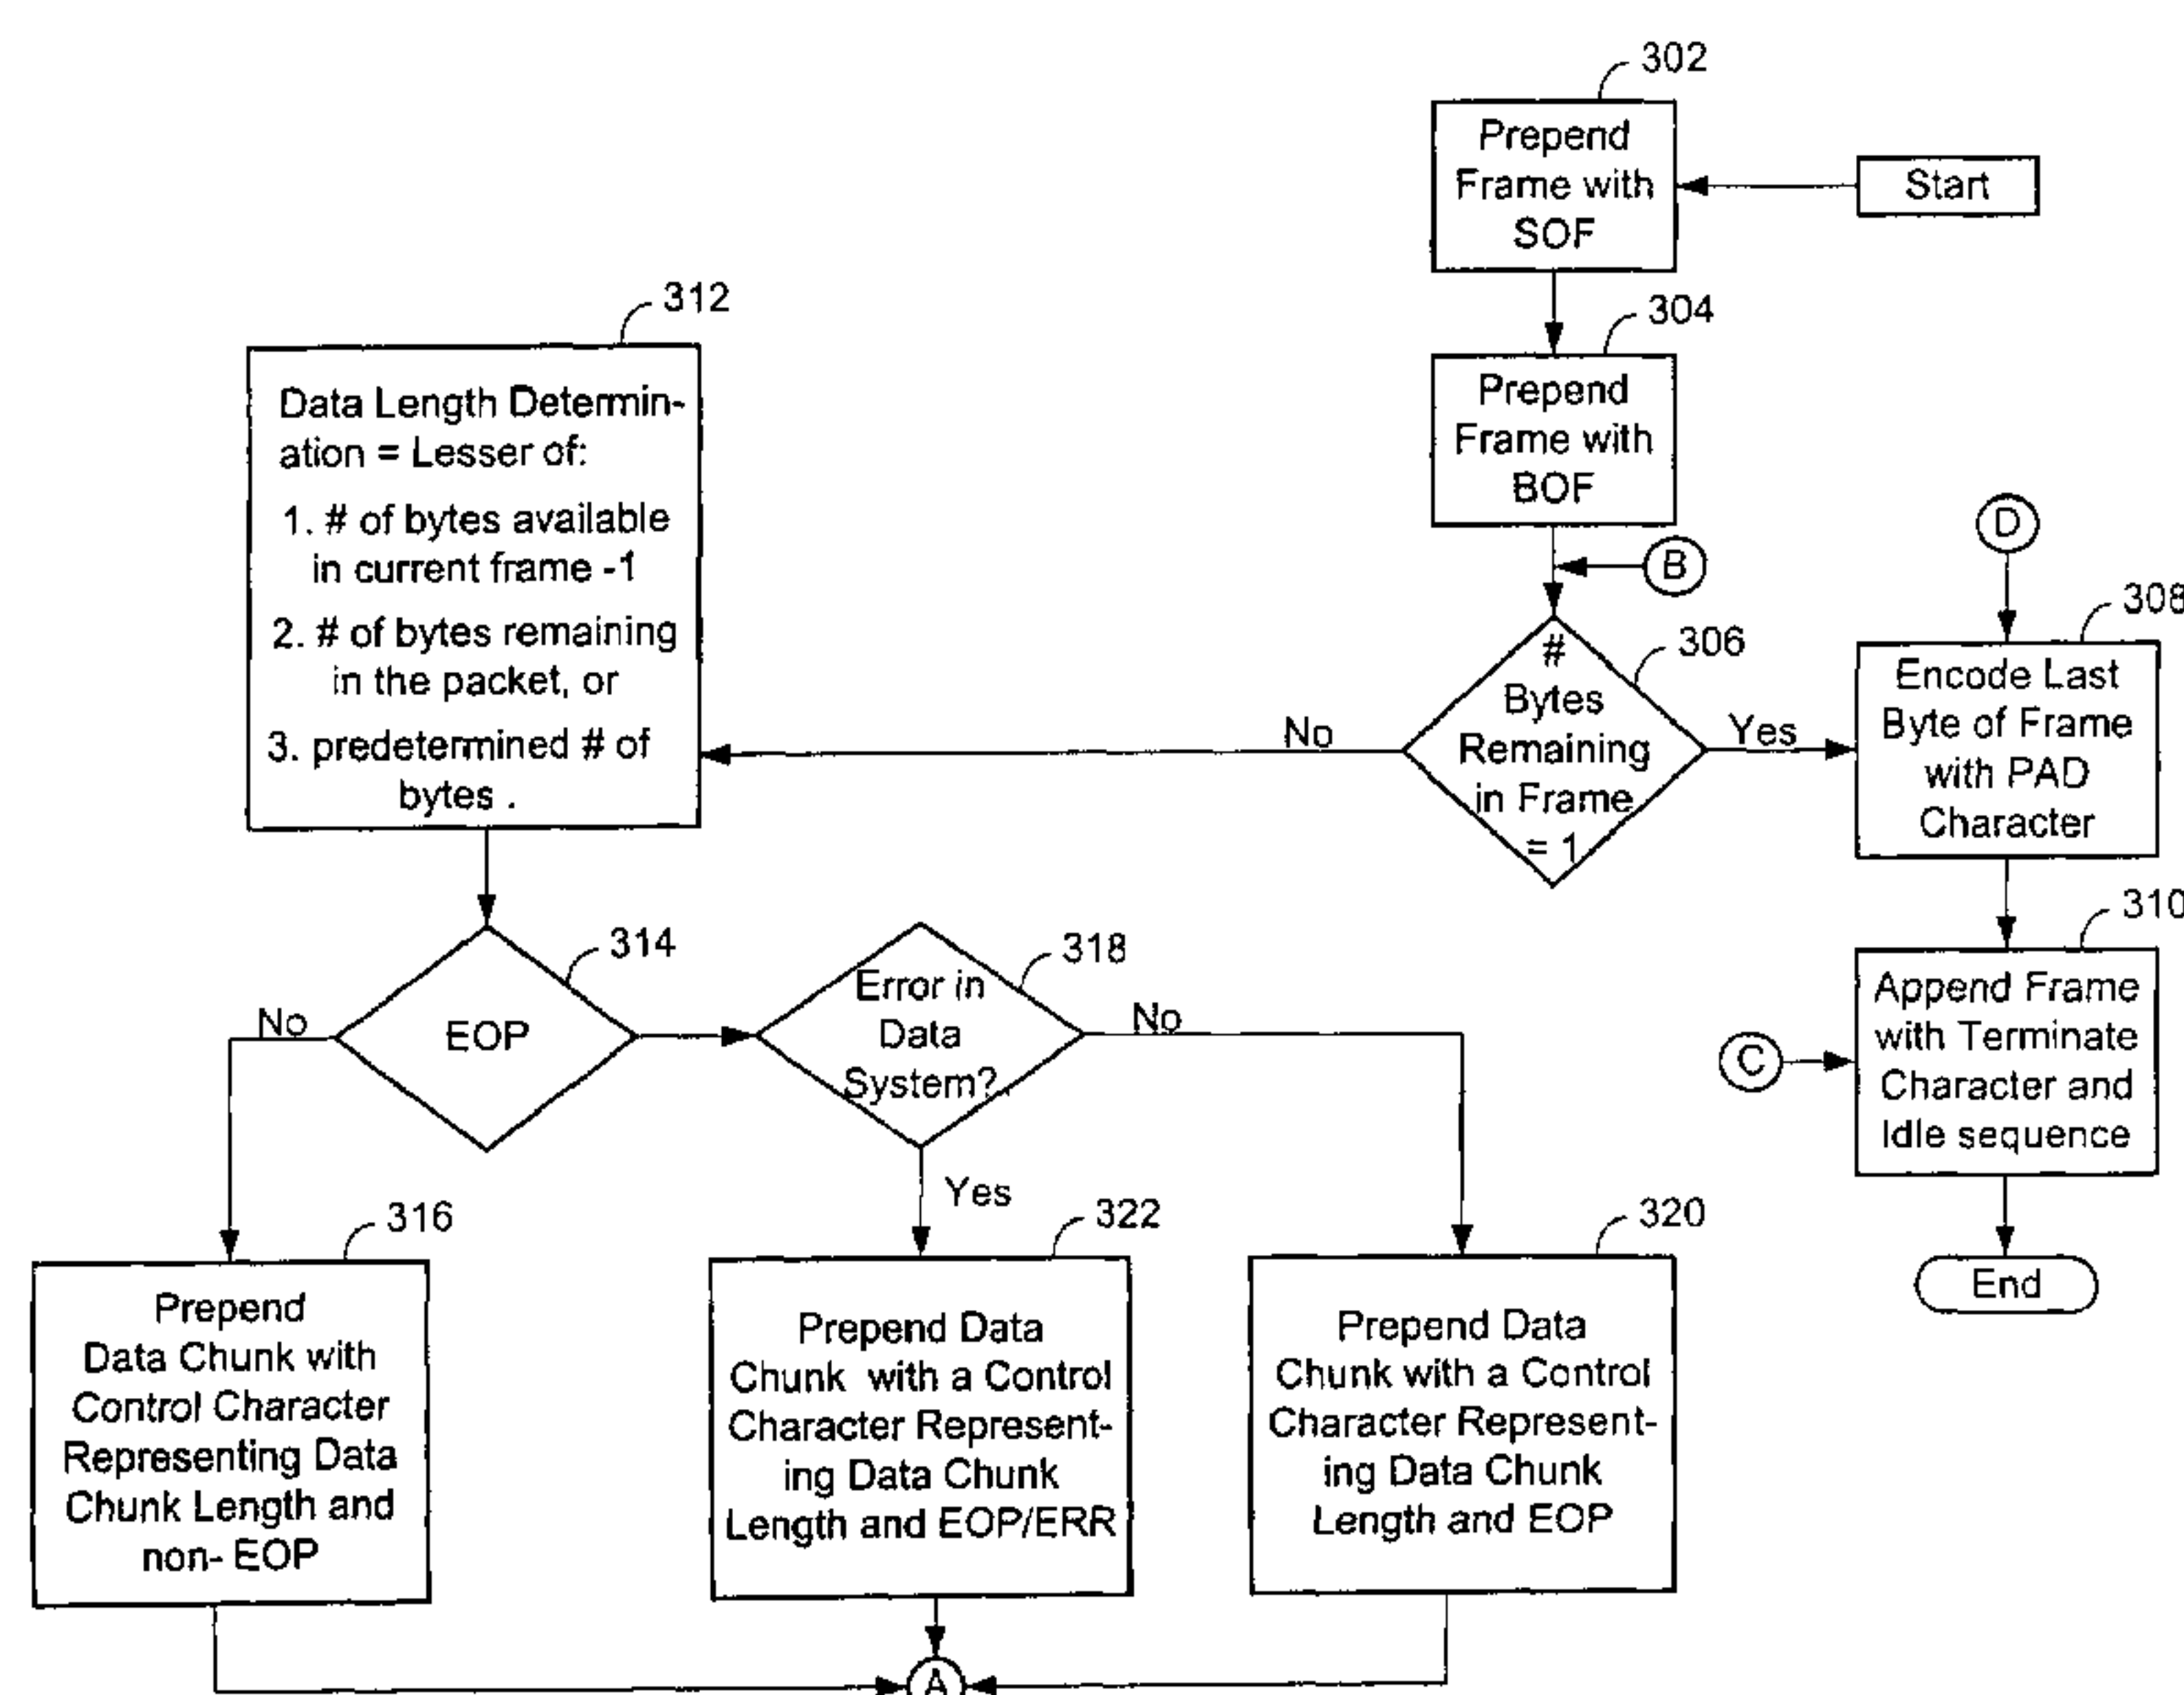 302
Prepend
Frame with
SOF
Start
304
Prepend
Frame with
BOF
B
D
306
#
Bytes
Remaining
in Frame
= 1
Yes
No
308
Encode Last
Byte of Frame
with PAD
Character
310
Append Frame
with Terminate
Character and
Idle sequence
C
End
312
Data Length Determin-
ation = Lesser of:
1. # of bytes available
in current frame -1
2. # of bytes remaining
in the packet, or
3. predetermined # of
bytes .
314
EOP
No
318
Error in
Data
System?
No
Yes
316
Prepend
Data Chunk with
Control Character
Representing Data
Chunk Length and
non- EOP
322
Prepend Data
Chunk with a Control
Character Represent-
ing Data Chunk
Length and EOP/ERR
320
Prepend Data
Chunk with a Control
Character Represent-
ing Data Chunk
Length and EOP
A